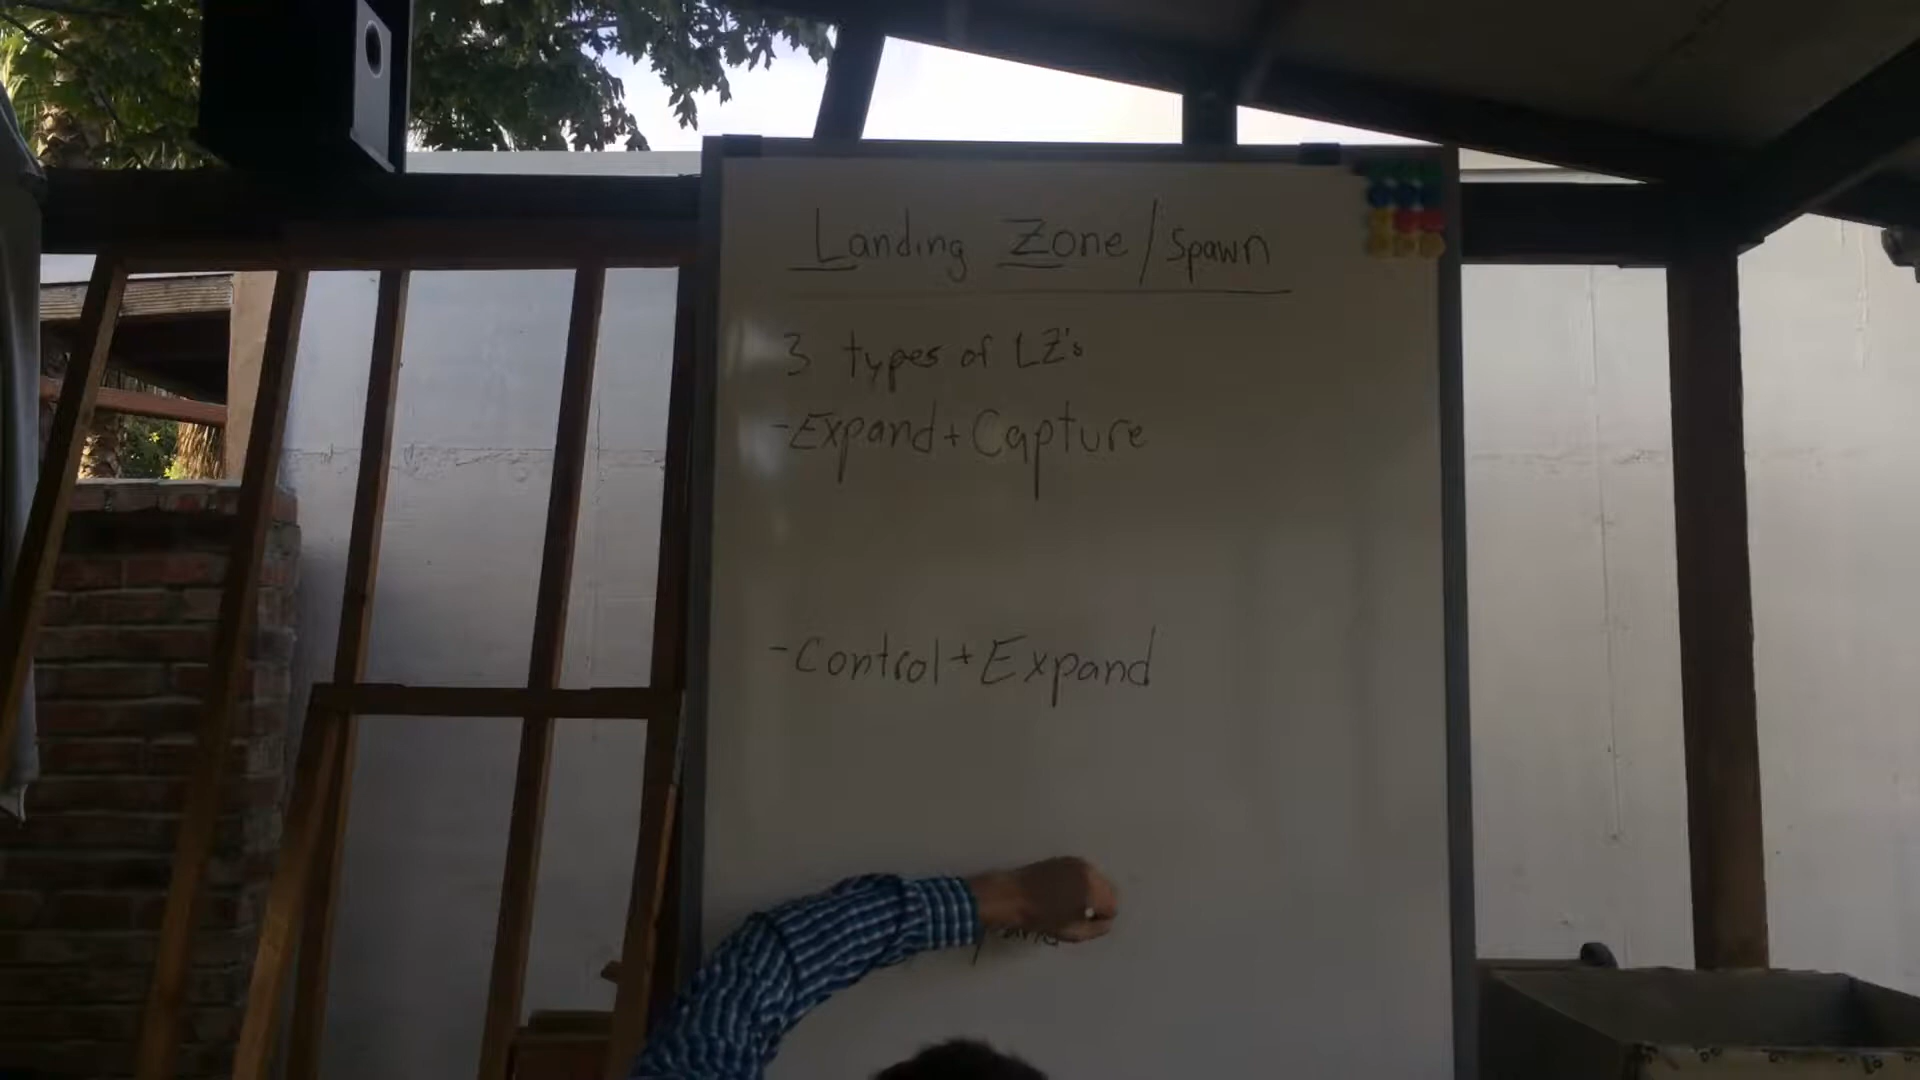 Landing Zone/Spawn
3 types of LZ's
-Expand+Capture
-Control+Expand